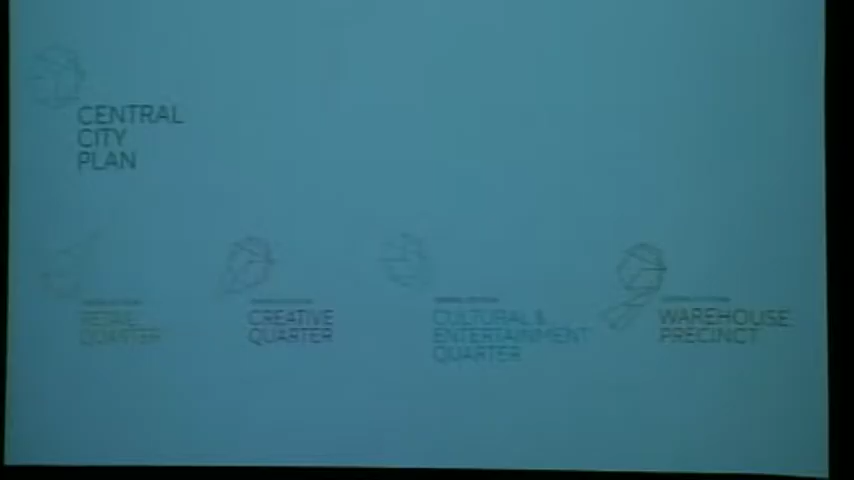 CENTRAL
CITY
PLAN
RETAIL
QUARTER
CREATIVE
QUARTER
CULTURAL &
ENTERTAINMENT
QUARTER
WAREHOUSE
PRECINCT